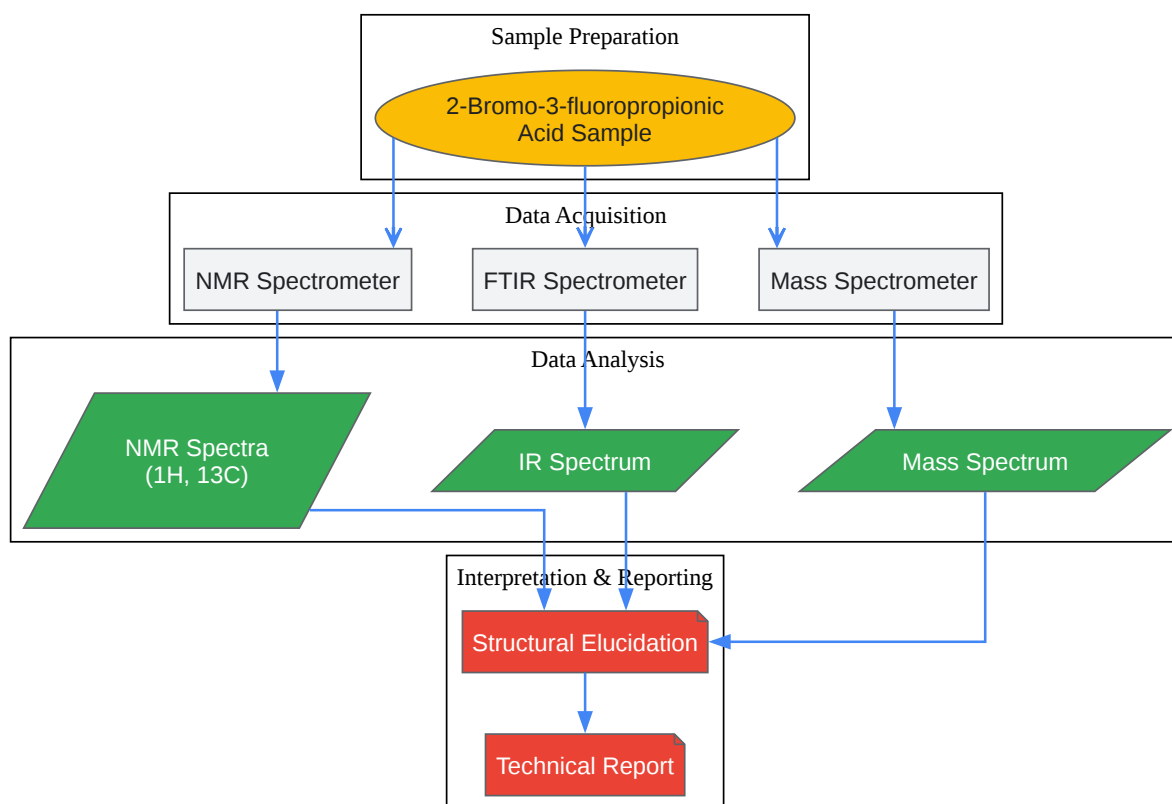 Sample Preparation
2-Bromo-3-fluoropropionic
Acid Sample
Data Acquisition
NMR Spectrometer
FTIR Spectrometer
Mass Spectrometer
Data Analysis
NMR Spectra
(1H, 13C)
IR Spectrum
Mass Spectrum
Interpretation & Reporting
Structural Elucidation
Technical Report